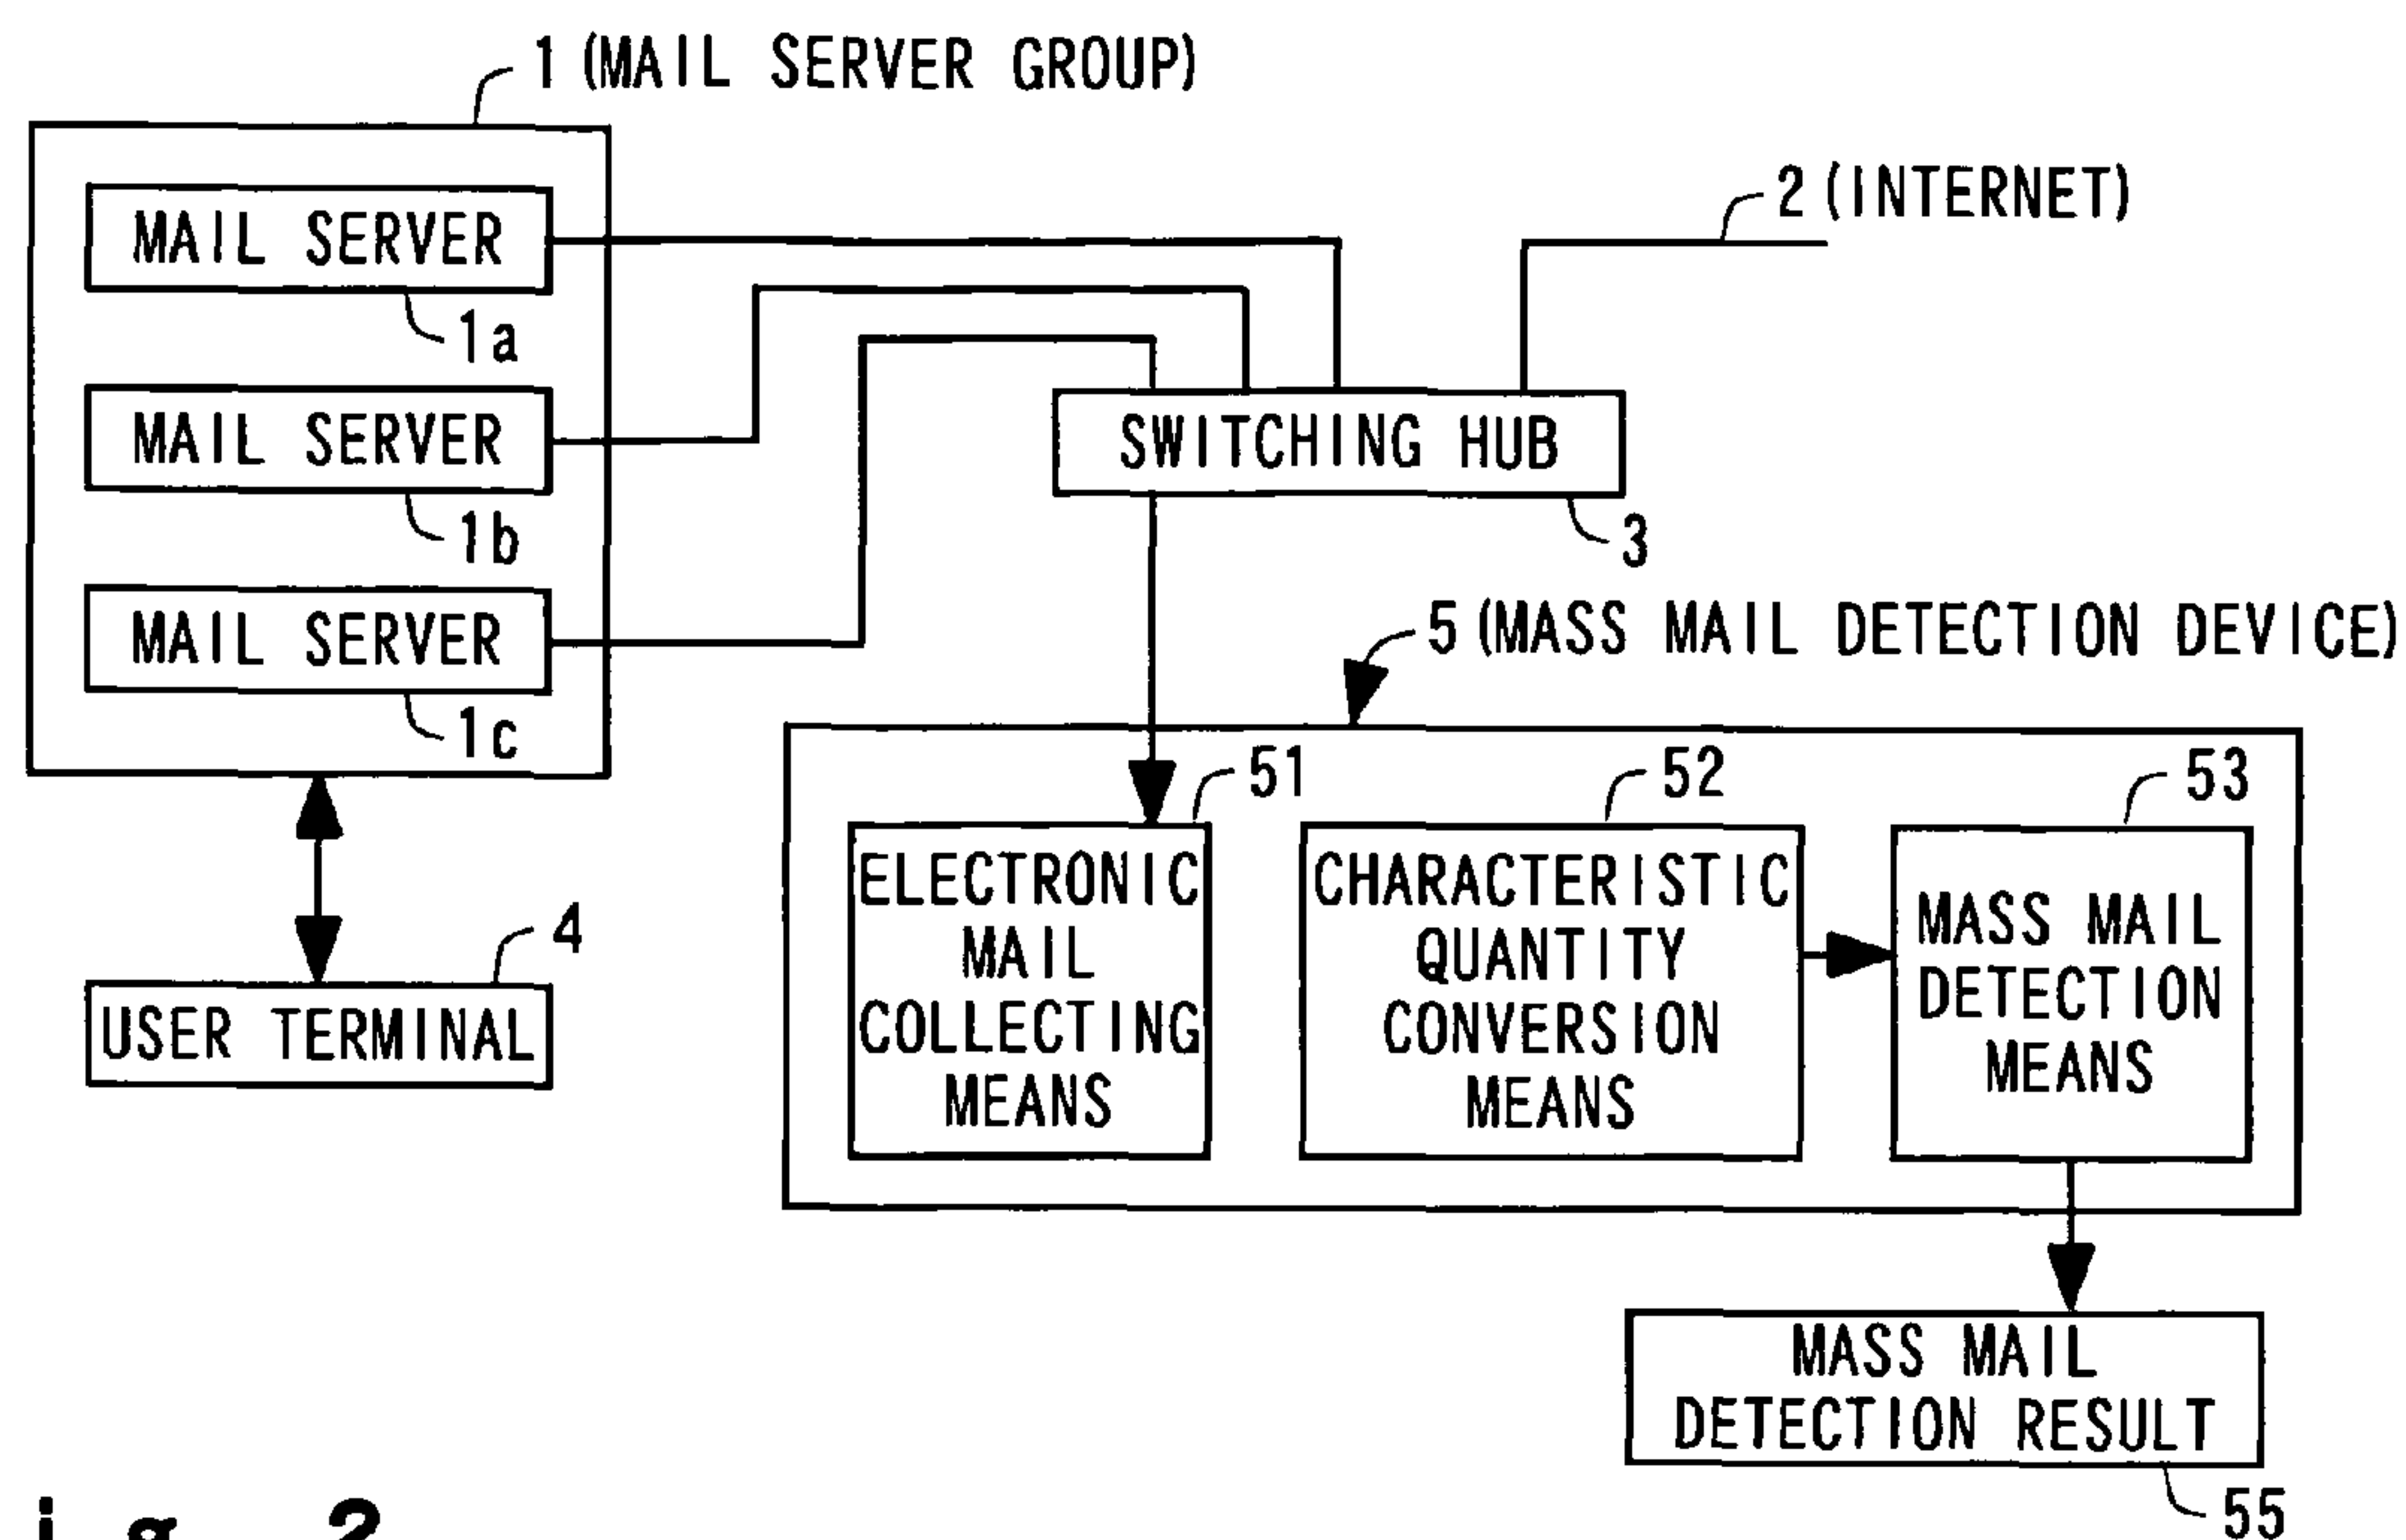 1 (MAIL SERVER GROUP)
MAIL SERVER
1a
MAIL SERVER
1b
MAIL SERVER
1c
2 (INTERNET)
SWITCHING HUB
3
4
USER TERMINAL
5 (MASS MAIL DETECTION DEVICE)
51
ELECTRONIC
MAIL
COLLECTING
MEANS
52
CHARACTERISTIC
QUANTITY
CONVERSION
MEANS
53
MASS MAIL
DETECTION
MEANS
MASS MAIL
DETECTION RESULT
55
ig. 2